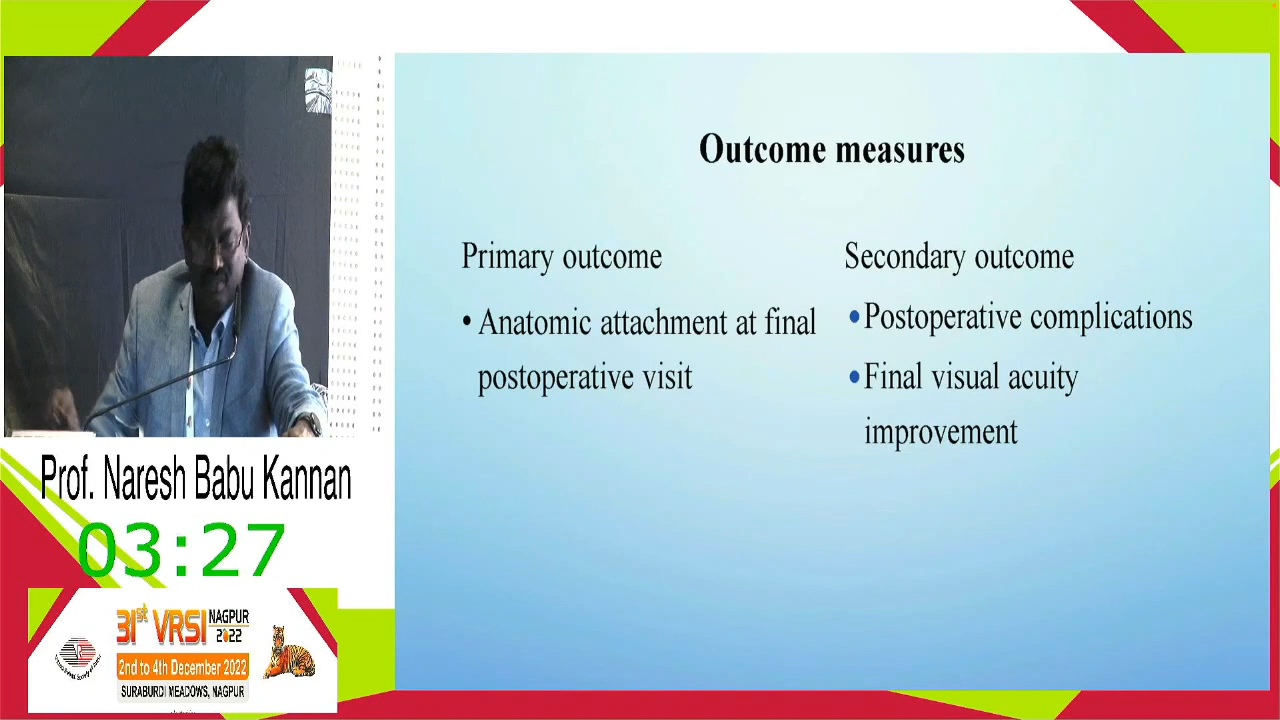 Outcome measures
Primary outcome
• Anatomic attachment at final
postoperative visit
Secondary outcome
• Postoperative complications
• Final visual acuity
improvement
Prof. Naresh Babu Kannan
03:27
31st VRSI NAGPUR
2022
2nd to 4th December 2022
SURABURDI MEADOWS, NAGPUR